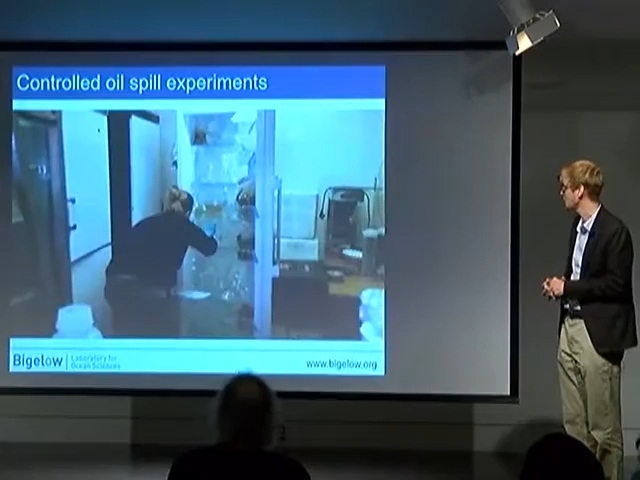 Controlled oil spill experiments
Bigelow
Laboratory for
Ocean Sciences
www.bigelow.org